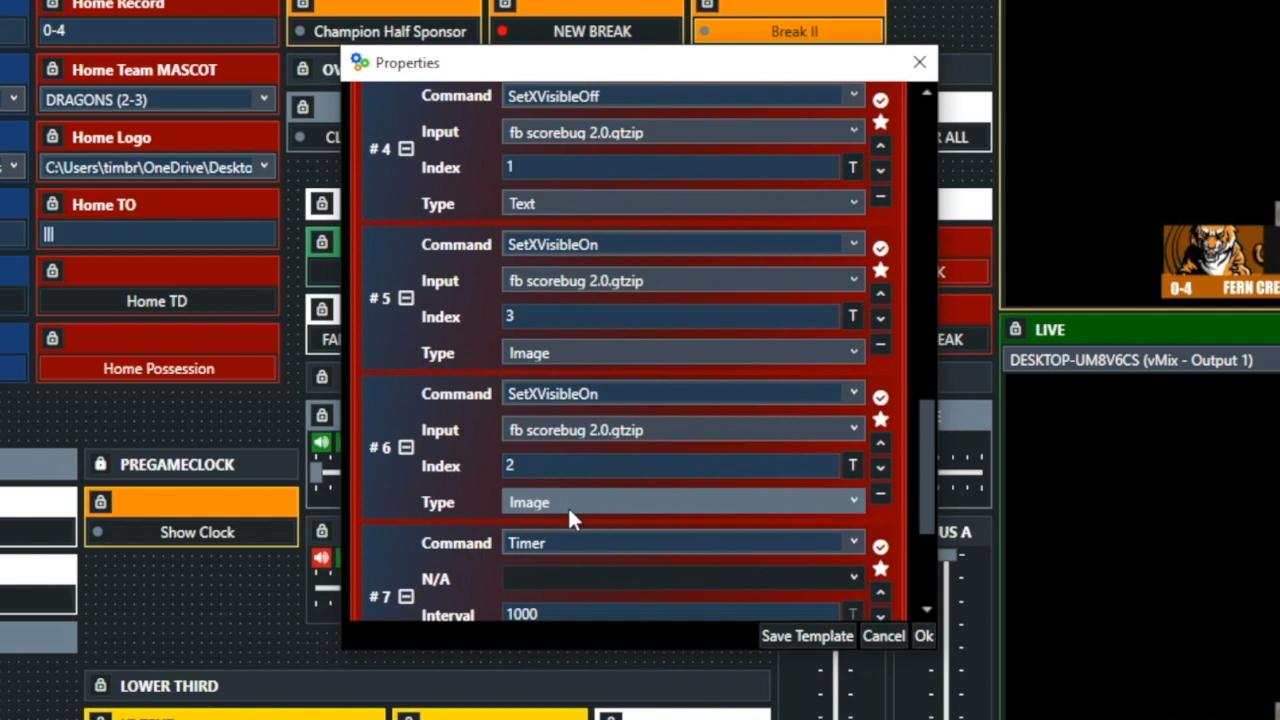 Home Record
0-4
Home Team MASCOT
DRAGONS (2-3)
Home Logo
C:\Users\timbr\OneDrive\Deskto
Home TO
|||
Home TD
Home Possession
PREGAMECLOCK
Show Clock
LOWER THIRD
Champion Half Sponsor
NEW BREAK
Break II
Properties
Command
SetXVisibleOff
#4
Input
fb scorebug 2.0.gtzip
Index
1
T
Type
Text
Command
SetXVisibleOn
#5
Input
fb scorebug 2.0.gtzip
Index
3
T
Type
Image
Command
SetXVisibleOn
#6
Input
fb scorebug 2.0.gtzip
Index
2
T
Type
Image
Command
Timer
#7
N/A
Interval
1000
T
Save Template
Cancel
Ok
ALL
EAK
US A
0-4
FERN CRE
LIVE
DESKTOP-UM8V6CS (vMix - Output 1)